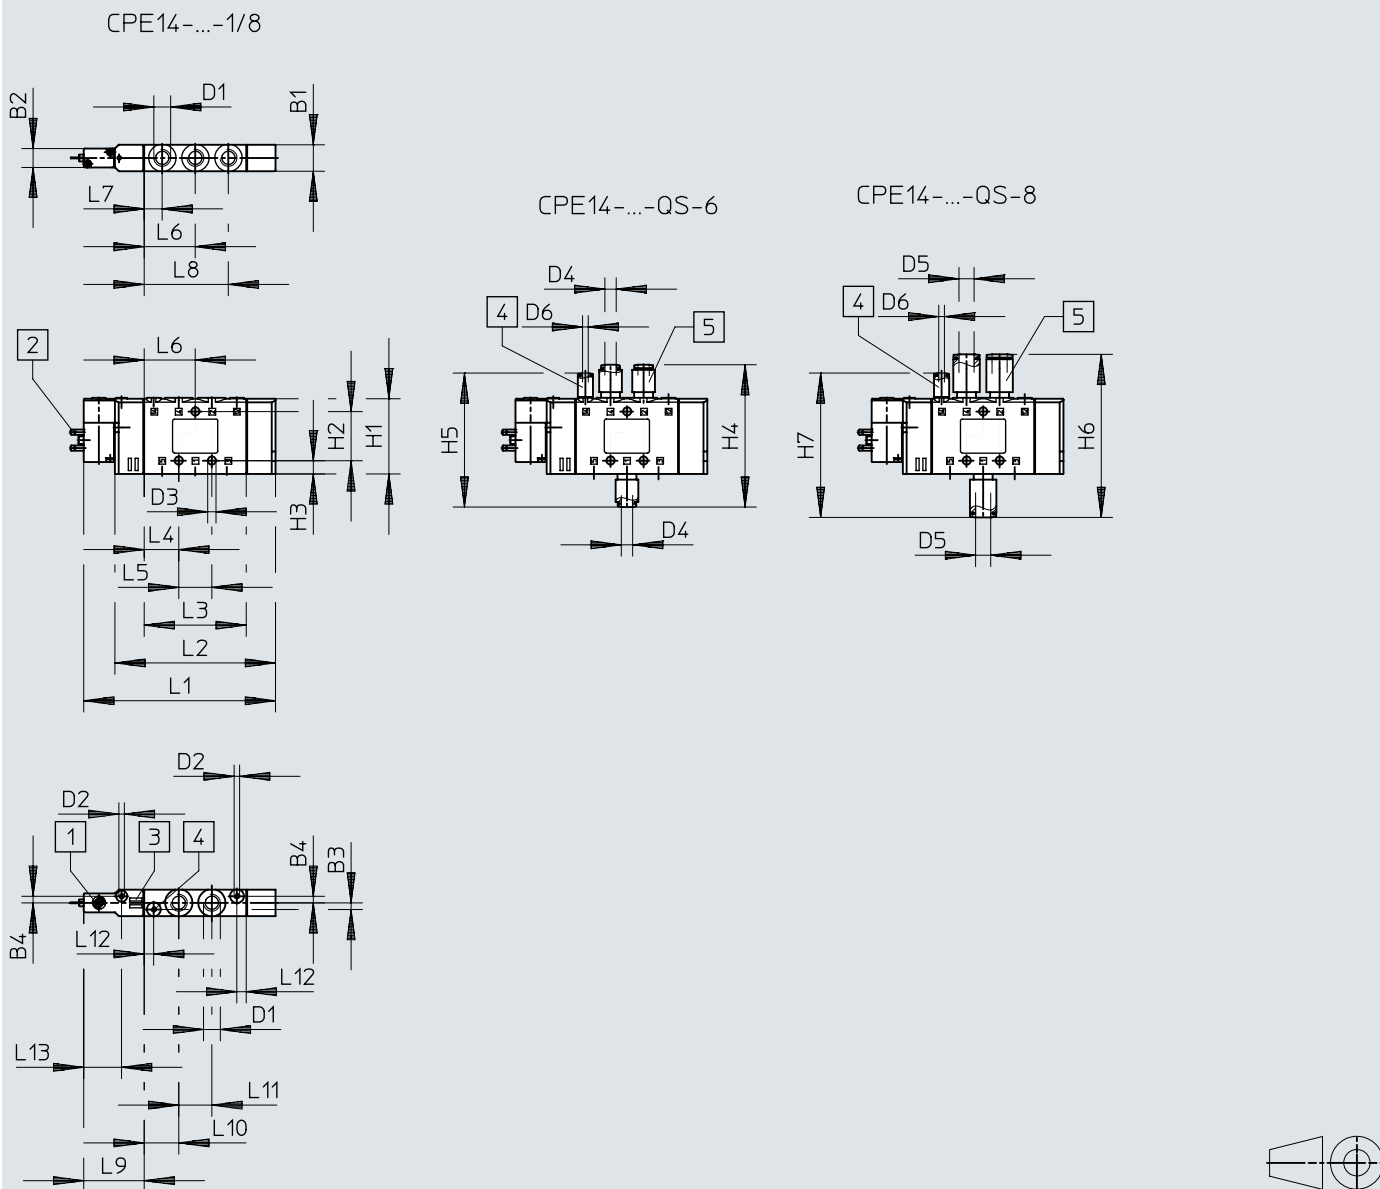 CPE14-...-1/8
B2
D1
B1
L7
L6
L8
CPE14-...-QS-6
CPE14-...-QS-8
2
L6
H2
H1
D3
H3
L4
L5
L3
L2
L1
D4
4
D6
5
H5
H4
D4
D5
4
D6
5
H7
H6
D5
D2
D2
1
3
4
B4
B3
B4
L12
L12
D1
L13
L11
L10
L9